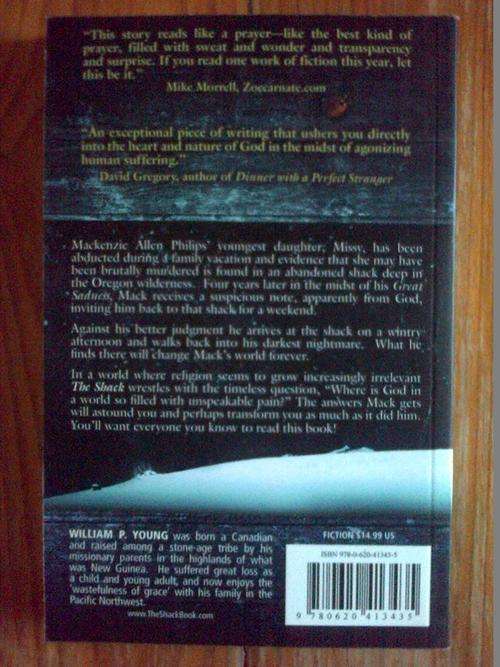 “This story reads like a prayer—like the best kind of
prayer, filled with sweat and wonder and transparency
and surprise. If you read one work of fiction this year, let
this be it.”
Mike Morrell, Zoecarnate.com
“An exceptional piece of writing that ushers you directly
into the heart and nature of God in the midst of agonizing
human suffering.”
David Gregory, author of Dinner with a Perfect Stranger
Mackenzie Allen Philips’ youngest daughter, Missy, has been
abducted during a family vacation and evidence that she may have
been brutally murdered is found in an abandoned shack deep in
the Oregon wilderness. Four years later in the midst of his Great
Sadness, Mack receives a suspicious note, apparently from God,
inviting him back to that shack for a weekend.
Against his better judgment he arrives at the shack on a wintry
afternoon and walks back into his darkest nightmare. What he
finds there will change Mack’s world forever.
In a world where religion seems to grow increasingly irrelevant
The Shack wrestles with the timeless question, “Where is God in
a world so filled with unspeakable pain?” The answers Mack gets
will astound you and perhaps transform you as much as it did him.
You’ll want everyone you know to read this book!
WILLIAM P. YOUNG was born a Canadian
and raised among a stone-age tribe by his
missionary parents in the highlands of what
was New Guinea. He suffered great loss as
a child and young adult, and now enjoys the
‘wastefulness of grace’ with his family in the
Pacific Northwest.
www.TheShackBook.com
FICTION $14.99 US
ISBN 978-0-620-41343-5
9 780620 413435